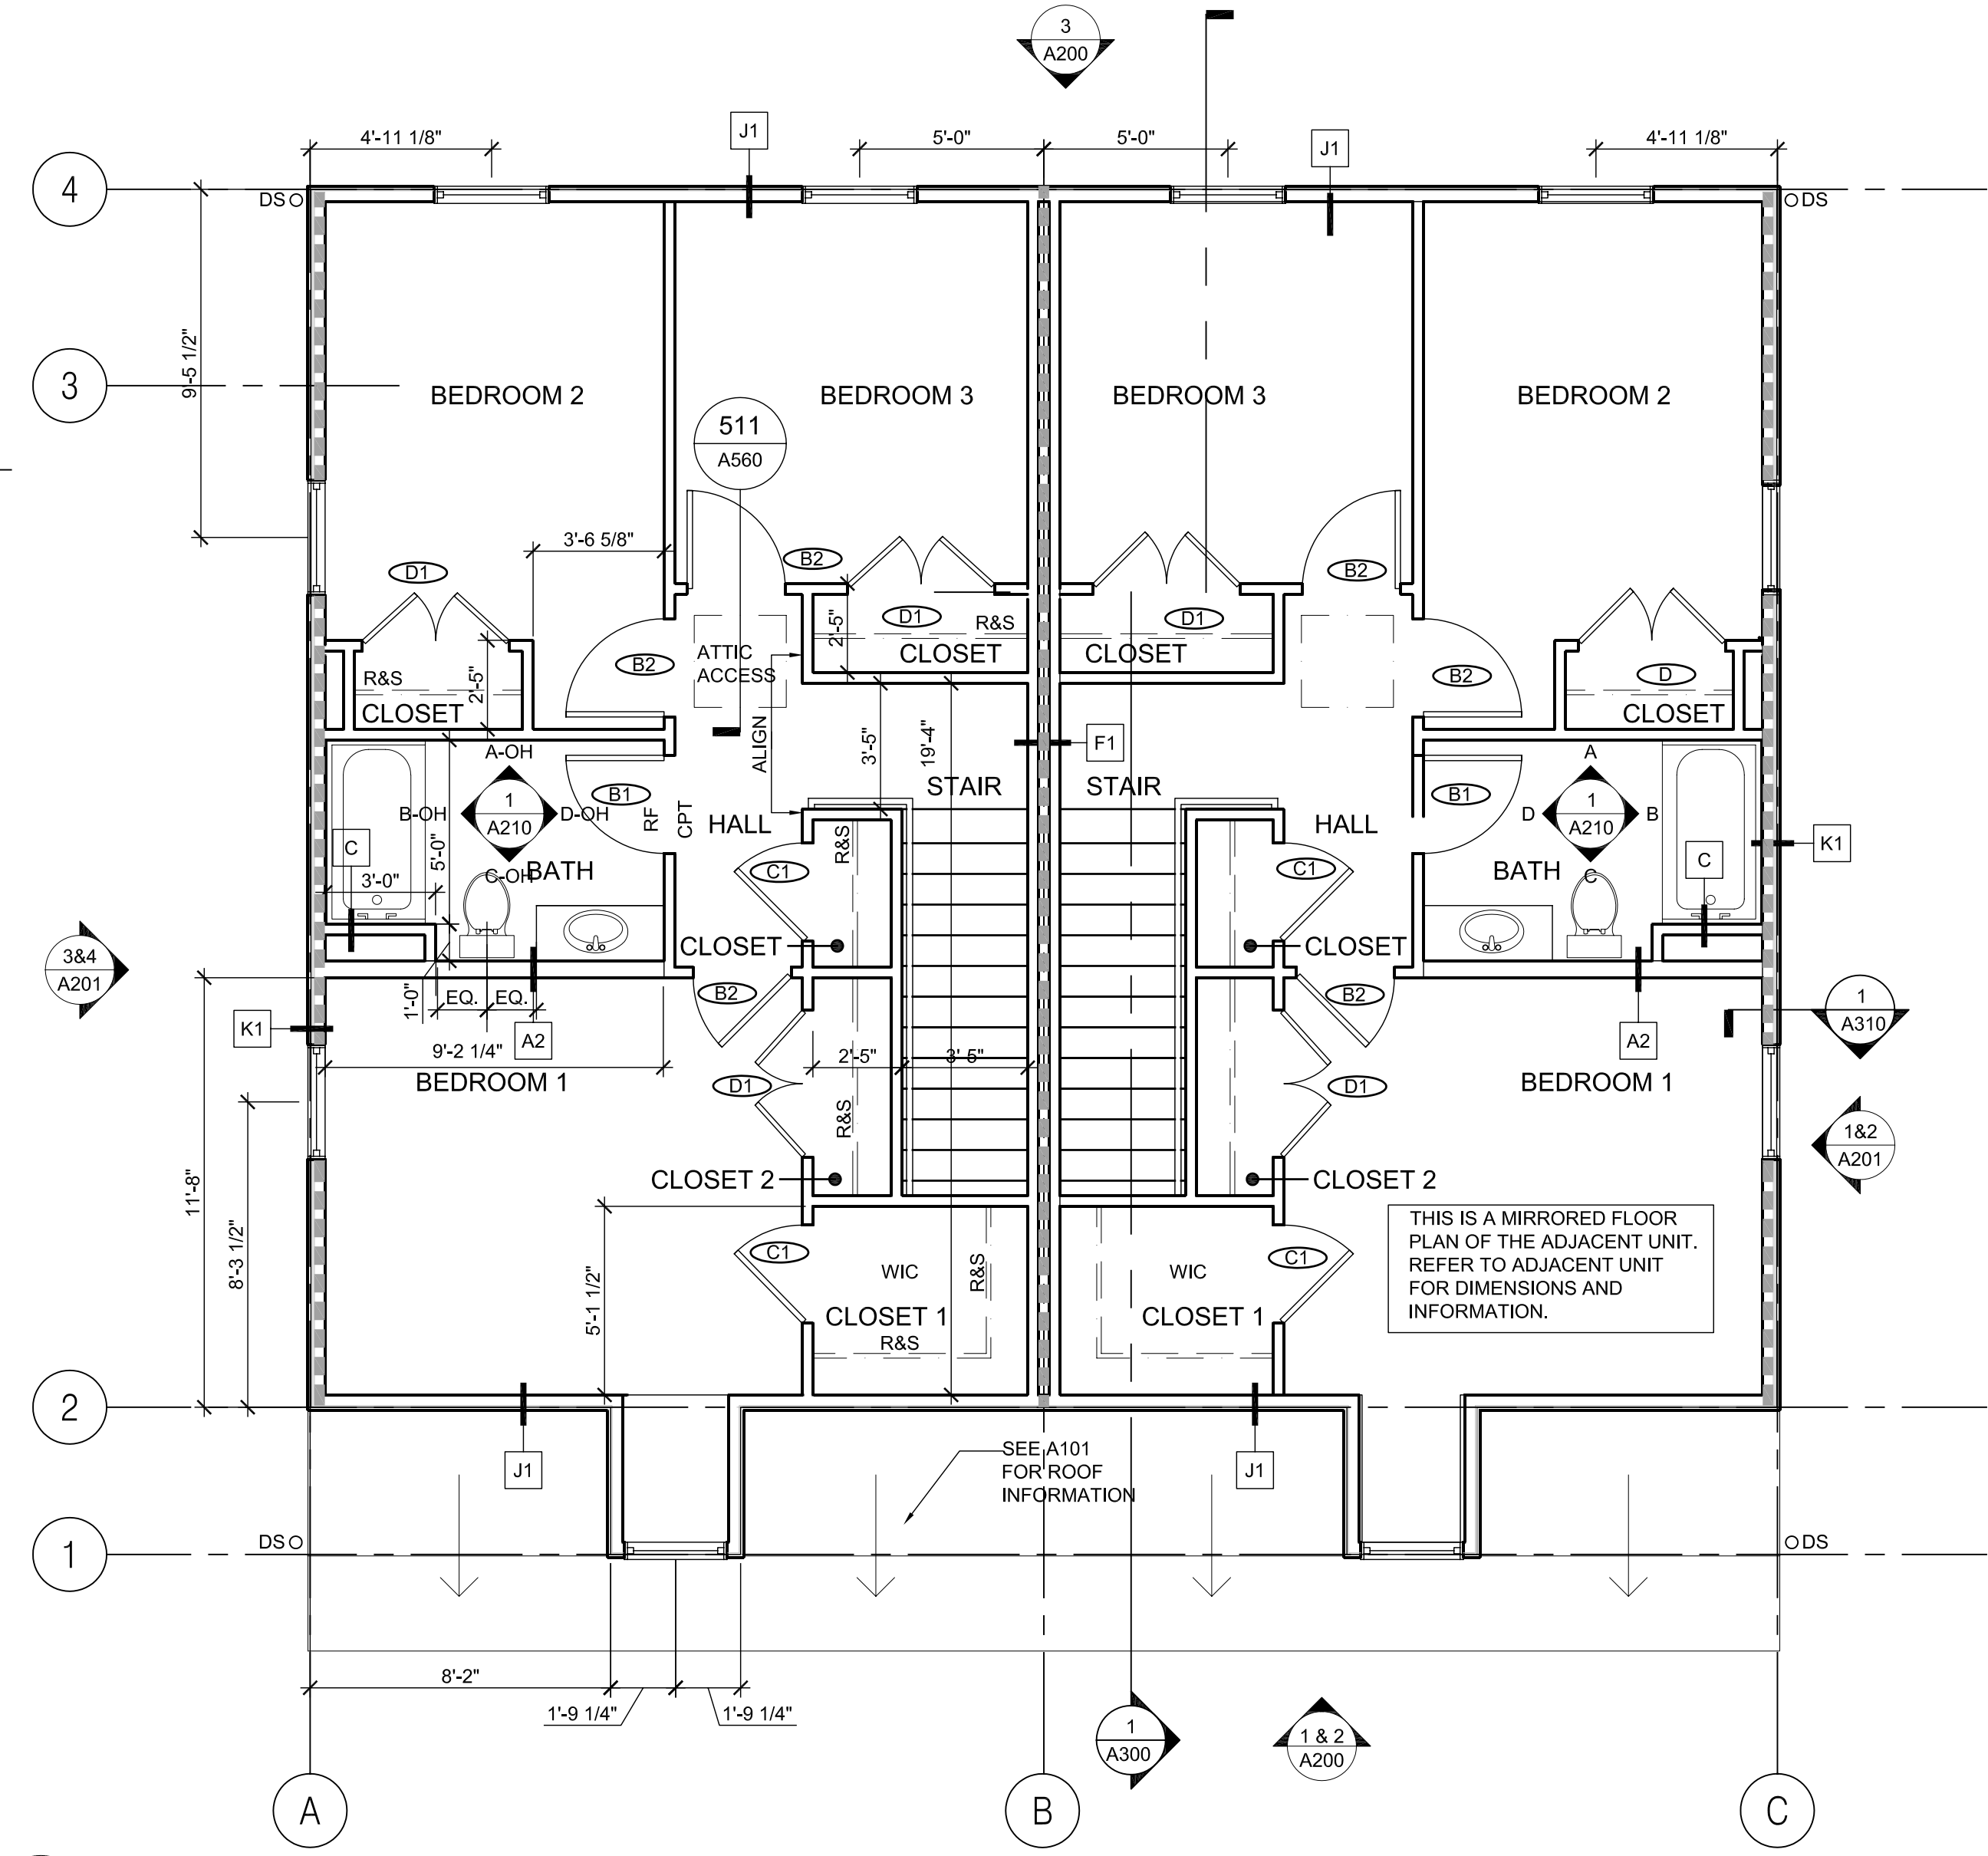 3
A200
4'-11 1/8"
J1
5'-0"
5'-0"
J1
4'-11 1/8"
4
DS
DS
9'-5 1/2"
3
BEDROOM 2
BEDROOM 3
BEDROOM 3
BEDROOM 2
511
A560
3'-6 5/8"
B2
B2
D1
D1
R&S
D1
2'-5"
CLOSET
CLOSET
B2
ATTIC
ACCESS
B2
D
R&S
2'-5"
CLOSET
CLOSET
ALIGN
3'-5"
19'-4"
F1
A-OH
B-OH
1
A210
D-OH
C-OH
B1
RF
CPT
HALL
STAIR
STAIR
HALL
B1
A
D
1
A210
B
C
C
5'-0"
3'-0"
BATH
BATH
C
K1
R&S
C1
C1
CLOSET
CLOSET
3&4
A201
1'-0"
EQ.
EQ.
B2
B2
K1
A2
A2
1
A310
9'-2 1/4"
2'-5"
3'-5"
BEDROOM 1
D1
D1
BEDROOM 1
R&S
1&2
A201
11'-8"
8'-3 1/2"
CLOSET 2
CLOSET 2
THIS IS A MIRRORED FLOOR
PLAN OF THE ADJACENT UNIT.
REFER TO ADJACENT UNIT
FOR DIMENSIONS AND
INFORMATION.
5'-1 1/2"
C1
WIC
R&S
WIC
C1
CLOSET 1
R&S
CLOSET 1
2
J1
SEE A101
FOR ROOF
INFORMATION
J1
1
DS
DS
8'-2"
1'-9 1/4"
1'-9 1/4"
1
A300
1 & 2
A200
A
B
C